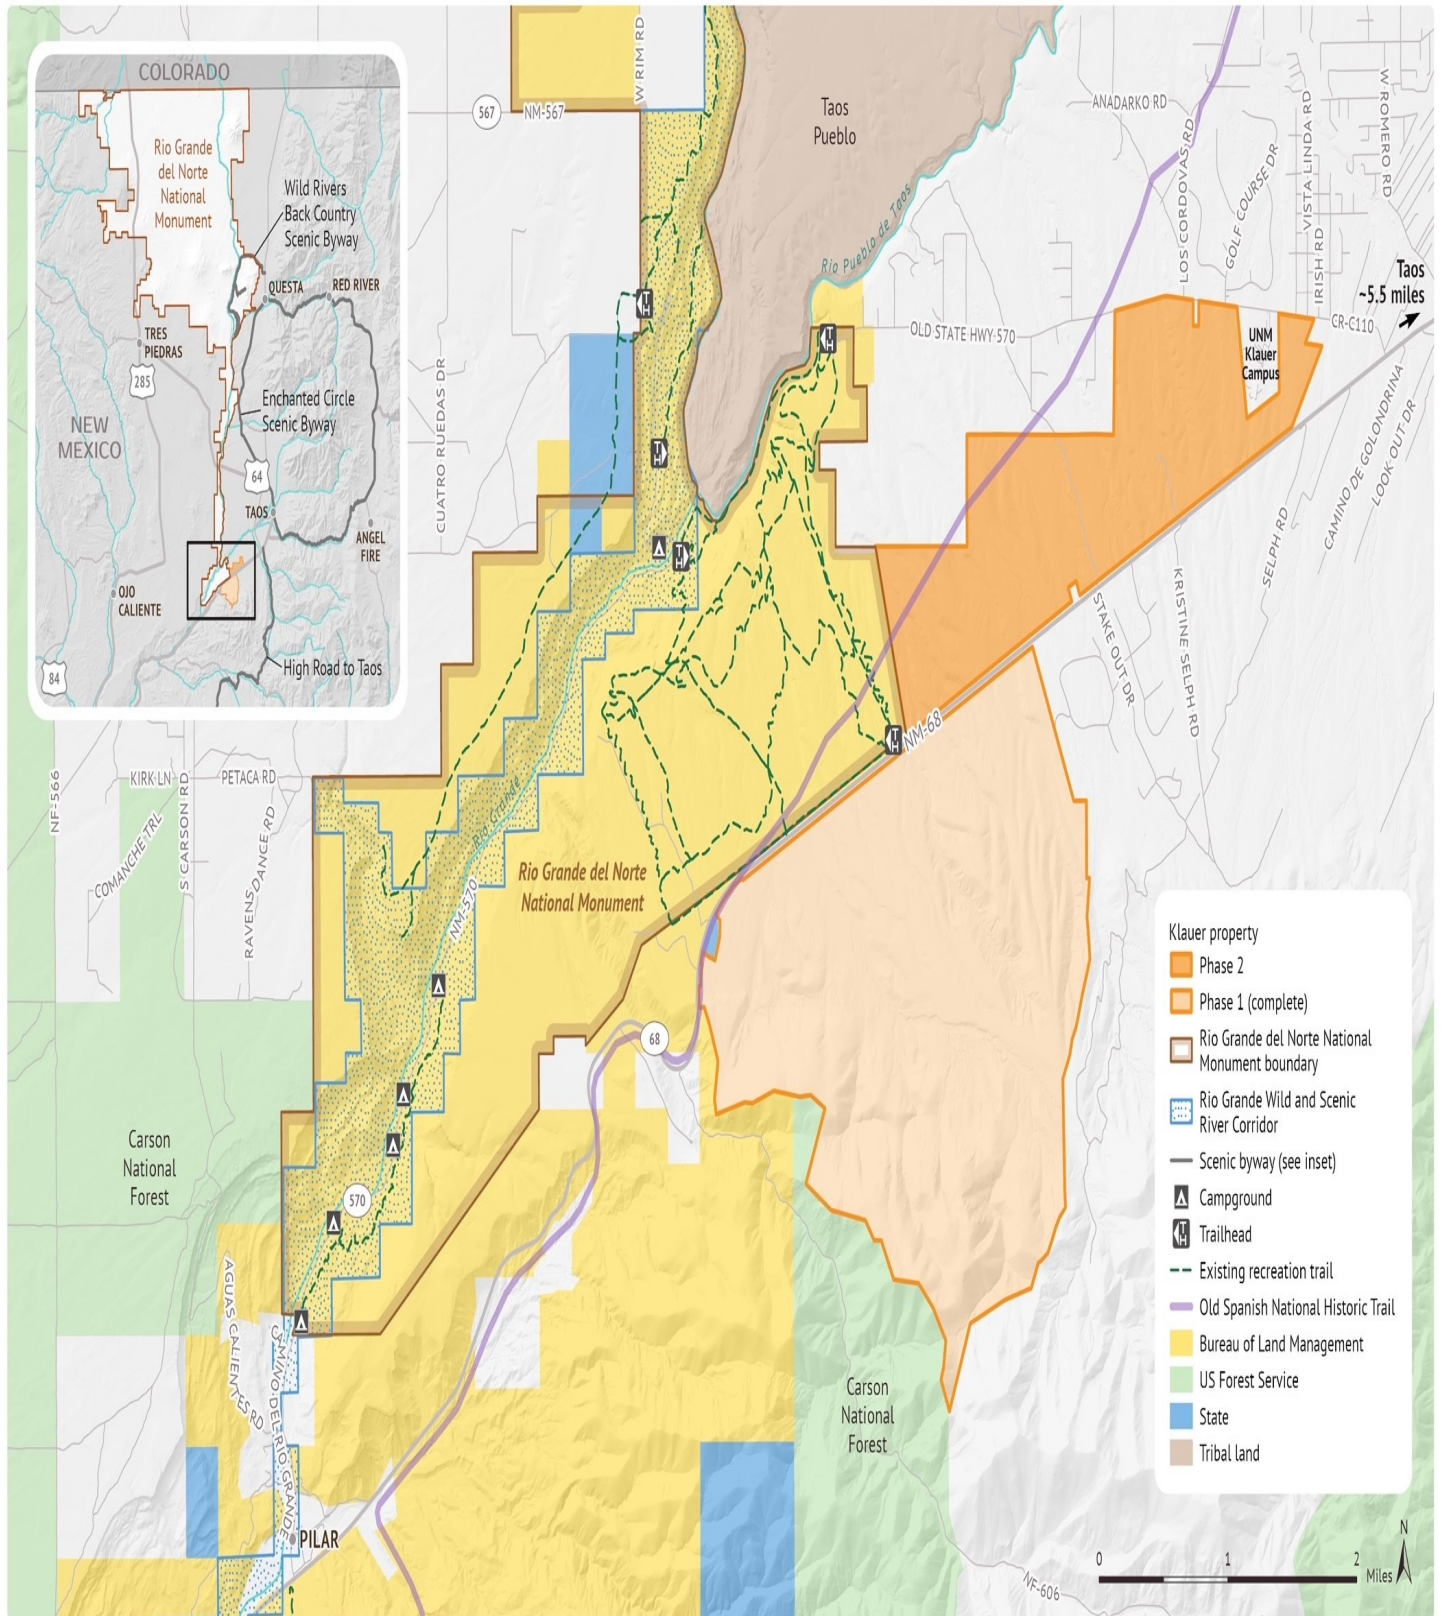 COLORADO
Rio Grande
del Norte
National
Monument
Wild Rivers
Back Country
Scenic Byway
QUESTA
RED RIVER
TRES
PIEDRAS
285
Enchanted Circle
Scenic Byway
NEW
MEXICO
64
TAOS
ANGEL
FIRE
OJO
CALIENTE
High Road to Taos
84
W RIM RD
567
NM-567
Taos
Pueblo
Rio Pueblo de Taos
ANADARKO RD
LOS CORDOVAS RD
GOLF COURSE DR
VISTA LINDA RD
W ROMERO RD
IRISH RD
Taos
~5.5 miles
OLD STATE HWY 570
CR-C110
UNM
Klauer
Campus
CUATRO RUEDAS DR
TH
TH
TH
TH
TH
CAMINO DE GOLONDRINA
LOOK OUT DR
SELPH RD
KRISTINE SELPH RD
STAKE OUT DR
NM-68
NF-566
KIRK LN
PETACA RD
COMANCHE TRL
S CARSON RD
RAVENS DANCE RD
Rio Grande
NM-570
Rio Grande del Norte
National Monument
68
Carson
National
Forest
570
AGUAS CALIENTES RD
CAMINO DEL RIO GRANDE
PILAR
Carson
National
Forest
NF-606
Klauer property
Phase 2
Phase 1 (complete)
Rio Grande del Norte National
Monument boundary
Rio Grande Wild and Scenic
River Corridor
Scenic byway (see inset)
Campground
TH
Trailhead
Existing recreation trail
Old Spanish National Historic Trail
Bureau of Land Management
US Forest Service
State
Tribal land
0
1
2
Miles
N